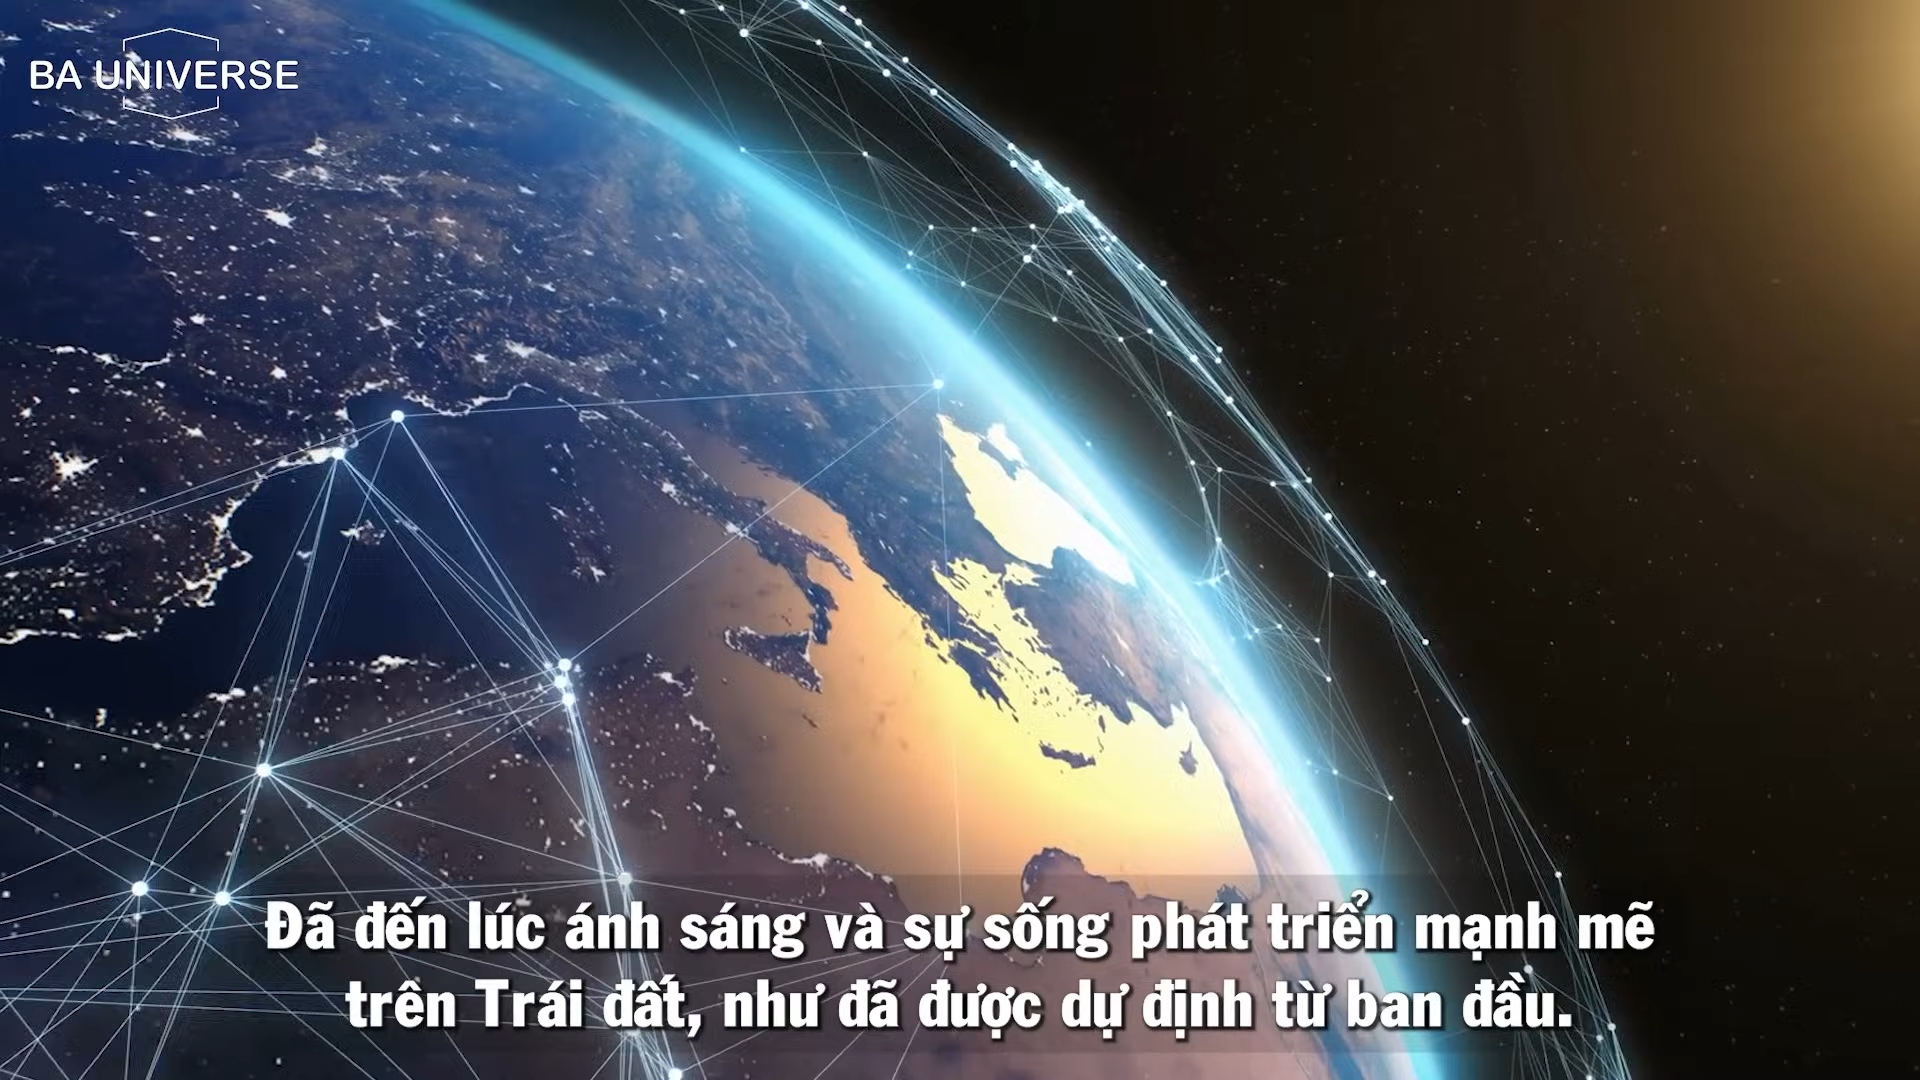 BA UNIVERSE
Đã đến lúc ánh sáng và sự sống phát triển mạnh mẽ
trên Trái đất, như đã được dự định từ ban đầu.